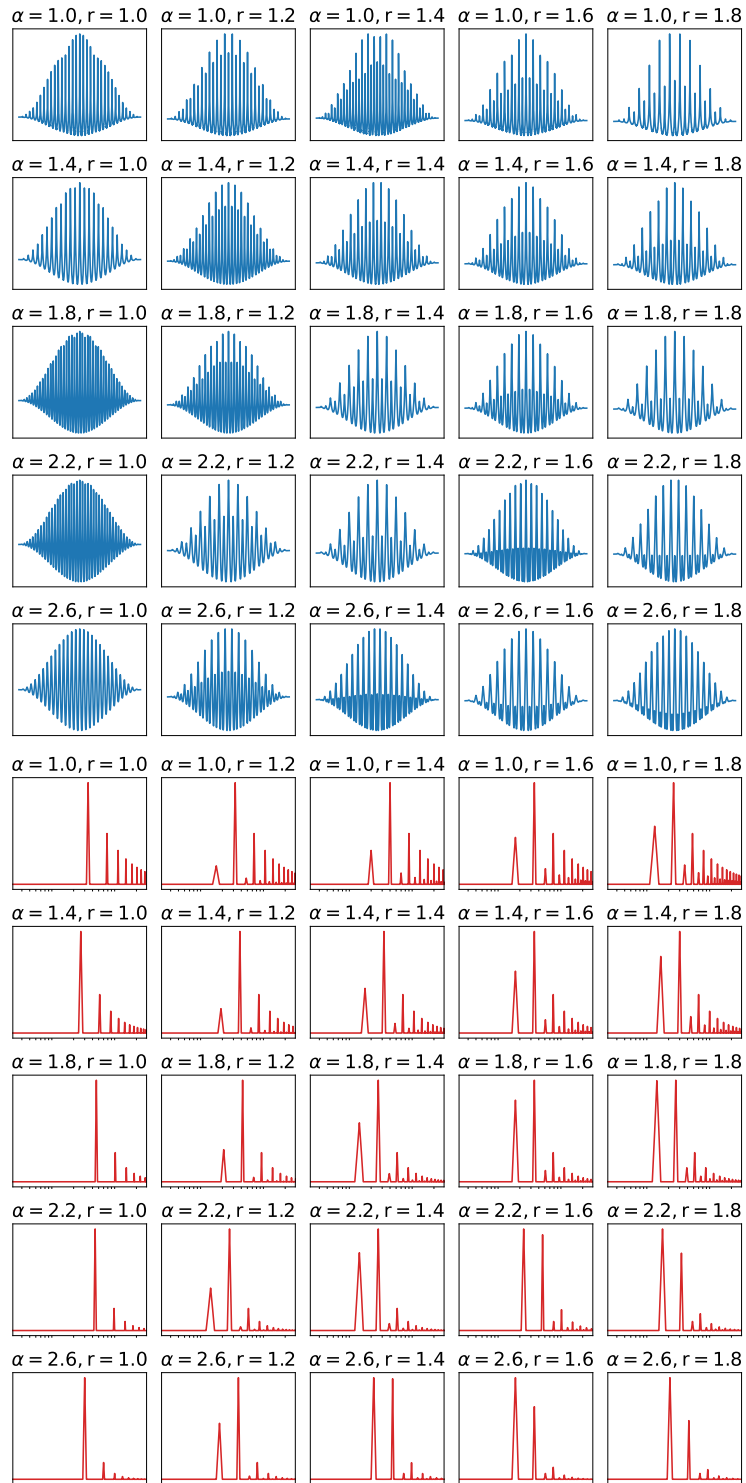 α = 1.0, r = 1.0 α = 1.0, r = 1.2 α = 1.0, r = 1.4 α = 1.0, r = 1.6 α = 1.0, r = 1.8
α = 1.4, r = 1.0 α = 1.4, r = 1.2 α = 1.4, r = 1.4 α = 1.4, r = 1.6 α = 1.4, r = 1.8
α = 1.8, r = 1.0 α = 1.8, r = 1.2 α = 1.8, r = 1.4 α = 1.8, r = 1.6 α = 1.8, r = 1.8
α = 2.2, r = 1.0 α = 2.2, r = 1.2 α = 2.2, r = 1.4 α = 2.2, r = 1.6 α = 2.2, r = 1.8
α = 2.6, r = 1.0 α = 2.6, r = 1.2 α = 2.6, r = 1.4 α = 2.6, r = 1.6 α = 2.6, r = 1.8
α = 1.0, r = 1.0 α = 1.0, r = 1.2 α = 1.0, r = 1.4 α = 1.0, r = 1.6 α = 1.0, r = 1.8
α = 1.4, r = 1.0 α = 1.4, r = 1.2 α = 1.4, r = 1.4 α = 1.4, r = 1.6 α = 1.4, r = 1.8
α = 1.8, r = 1.0 α = 1.8, r = 1.2 α = 1.8, r = 1.4 α = 1.8, r = 1.6 α = 1.8, r = 1.8
α = 2.2, r = 1.0 α = 2.2, r = 1.2 α = 2.2, r = 1.4 α = 2.2, r = 1.6 α = 2.2, r = 1.8
α = 2.6, r = 1.0 α = 2.6, r = 1.2 α = 2.6, r = 1.4 α = 2.6, r = 1.6 α = 2.6, r = 1.8